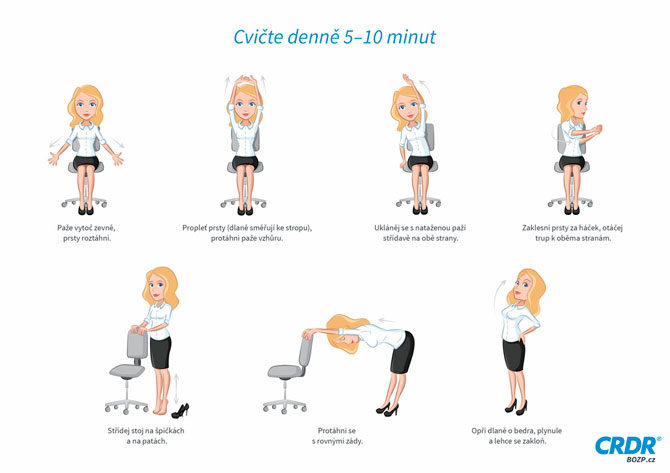 Cvičte denně 5–10 minut
Paže vytoč zevně,
prsty roztáhni.
Propleť prsty (dlaně směřují ke stropu),
protáhni paže vzhůru.
Ukláněj se s nataženou paží
střídavě na obě strany.
Zaklesni prsty za háček, otáčej
trup k oběma stranám.
Střídej stoj na špičkách
a na patách.
Protáhni se
s rovnými zády.
Opři dlaně o bedra, plynule
a lehce se zakloň.
CRDR®
BOZP.cz